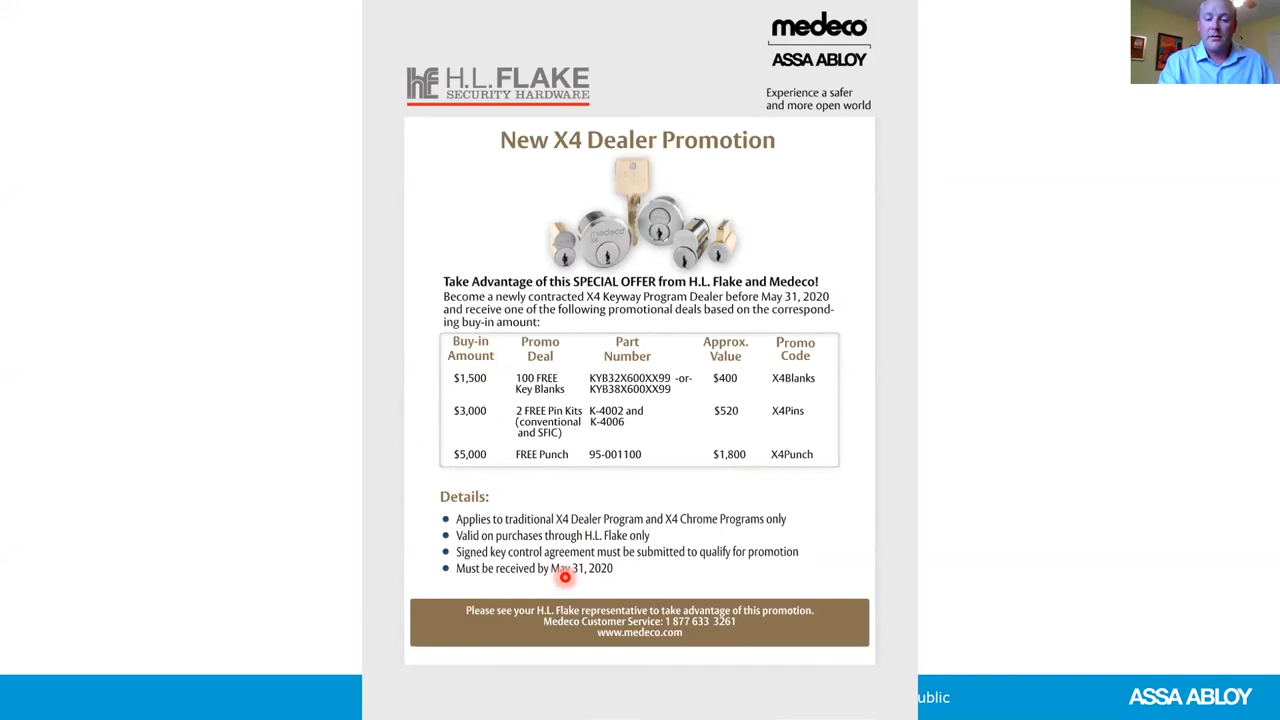 medeco
ASSA ABLOY
H.L.FLAKE
SECURITY HARDWARE
Experience a safer
and more open world
New X4 Dealer Promotion
medeco
X4
Take Advantage of this SPECIAL OFFER from H.L. Flake and Medeco!
Become a newly contracted X4 Keyway Program Dealer before May 31, 2020
and receive one of the following promotional deals based on the correspond-
ing buy-in amount:
Buy-in Amount Promo Deal Part Number Approx. Value Promo Code
$1,500 100 FREE Key Blanks KYB32X600XX99 -or- KYB38X600XX99 $400 X4Blanks
$3,000 2 FREE Pin Kits (conventional and SFIC) K-4002 and K-4006 $520 X4Pins
$5,000 FREE Punch 95-001100 $1,800 X4Punch
Details:
• Applies to traditional X4 Dealer Program and X4 Chrome Programs only
• Valid on purchases through H.L. Flake only
• Signed key control agreement must be submitted to qualify for promotion
• Must be received by May 31, 2020
Please see your H.L. Flake representative to take advantage of this promotion.
Medeco Customer Service: 1 877 633 3261
www.medeco.com
ublic
ASSA ABLOY